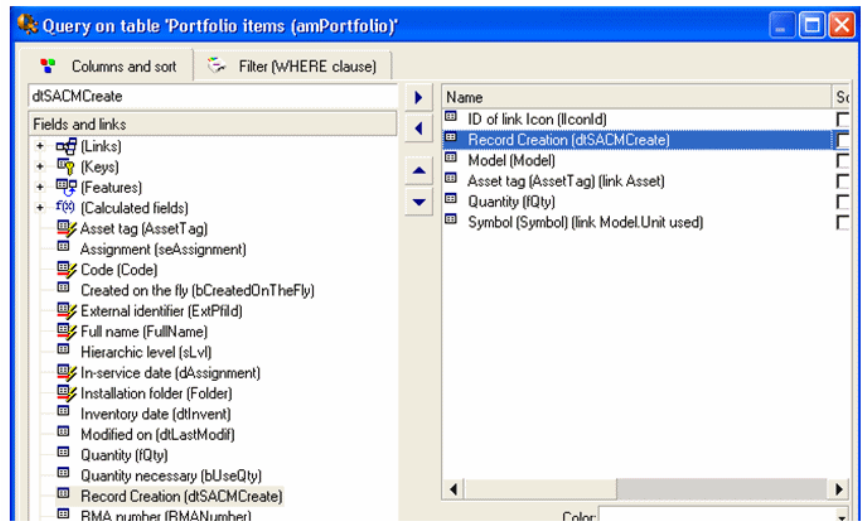 Query on table 'Portfolio items (amPortfolio)'
Columns and sort
Filter (WHERE clause)
dtSACMCreate
Fields and links
(Links)
(Keys)
(Features)
f(x) (Calculated fields)
Asset tag (AssetTag)
Assignment (seAssignment)
Code (Code)
Created on the fly (bCreatedOnTheFly)
External identifier (ExtPfiId)
Full name (FullName)
Hierarchic level (sLvl)
In-service date (dAssignment)
Installation folder (Folder)
Inventory date (dtInvent)
Modified on (dtLastModif)
Quantity (fQty)
Quantity necessary (bUseQty)
Record Creation (dtSACMCreate)
RMA number (RMANumber)
Name
ID of link Icon (lIconId)
Record Creation (dtSACMCreate)
Model (Model)
Asset tag (AssetTag) (link Asset)
Quantity (fQty)
Symbol (Symbol) (link Model.Unit used)
Color: